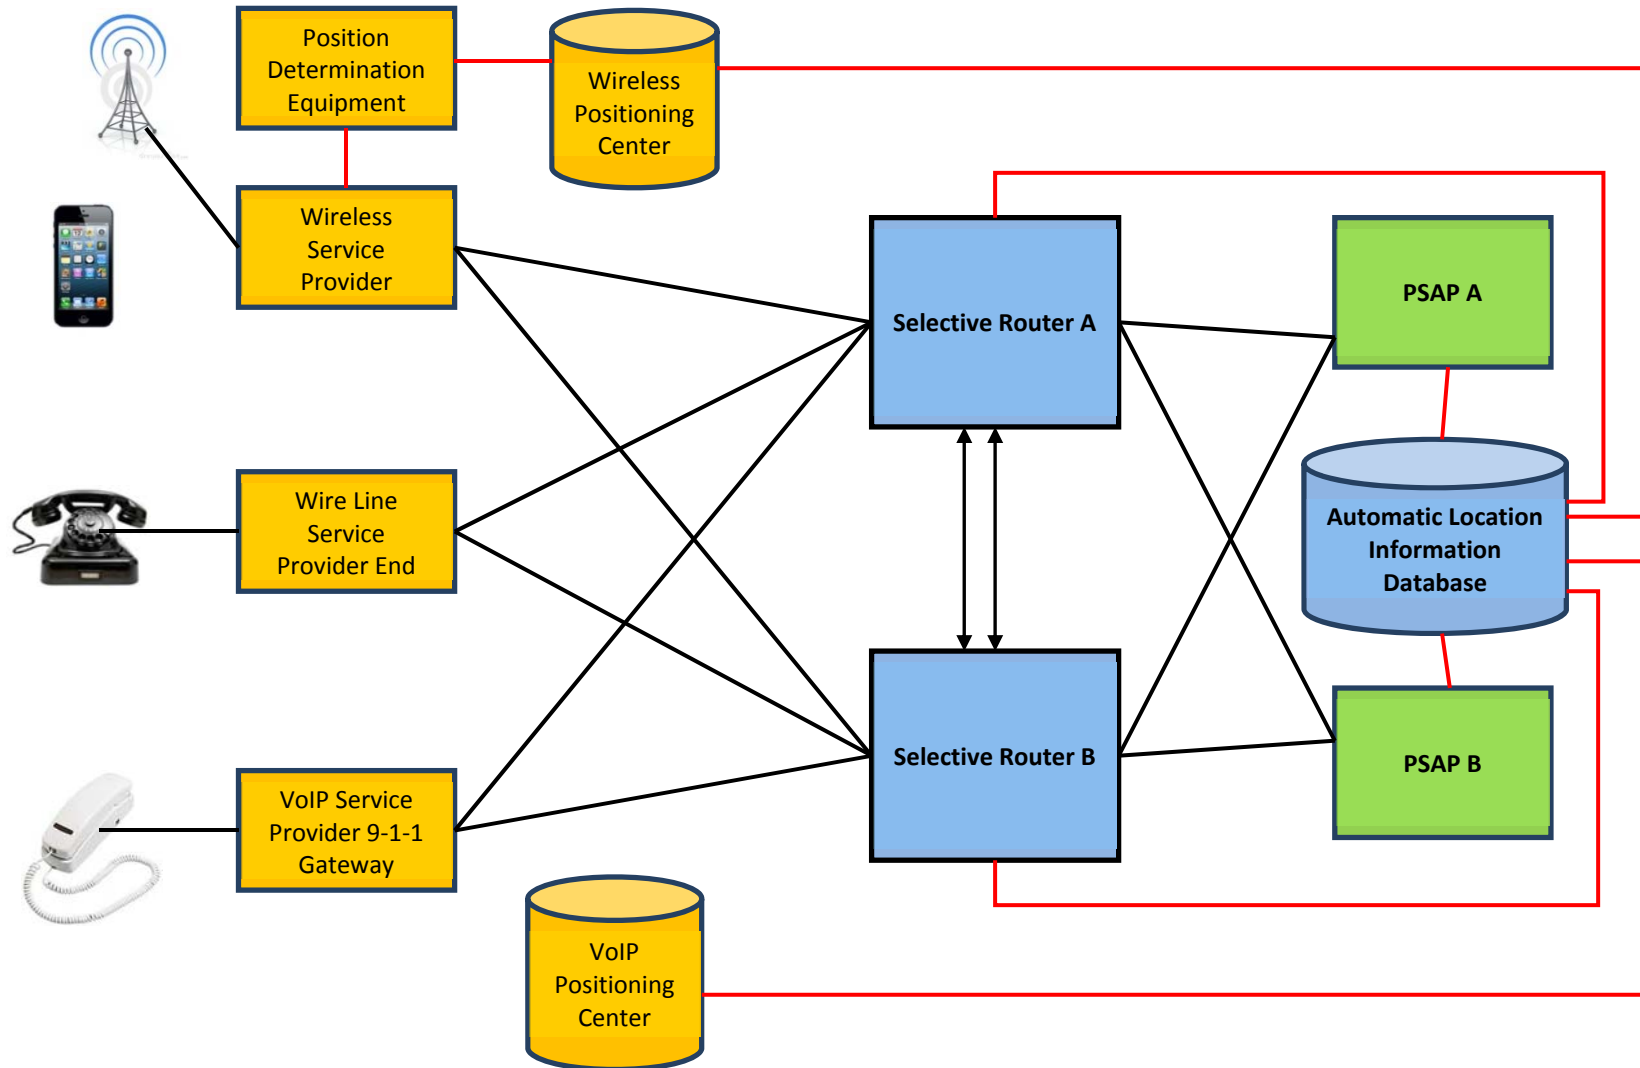 Position
Determination
Equipment
Wireless
Positioning
Center
Wireless
Service
Provider
Selective Router A
PSAP A
Wire Line
Service
Provider End
Automatic Location
Information
Database
Selective Router B
PSAP B
VoIP Service
Provider 9-1-1
Gateway
VoIP
Positioning
Center